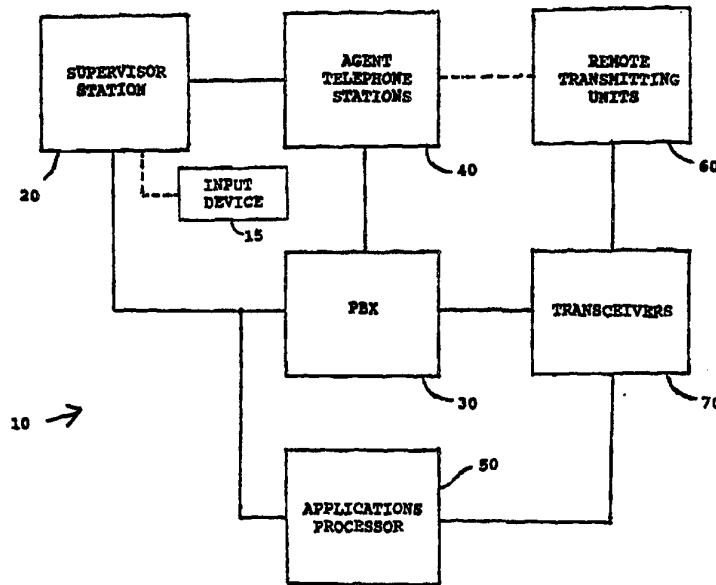 SUPERVISOR
STATION
AGENT
TELEPHONE
STATIONS
REMOTE
TRANSMITTING
UNITS
20
INPUT
DEVICE
15
40
60
PBX
TRANSCEIVERS
10
30
70
50
APPLICATIONS
PROCESSOR